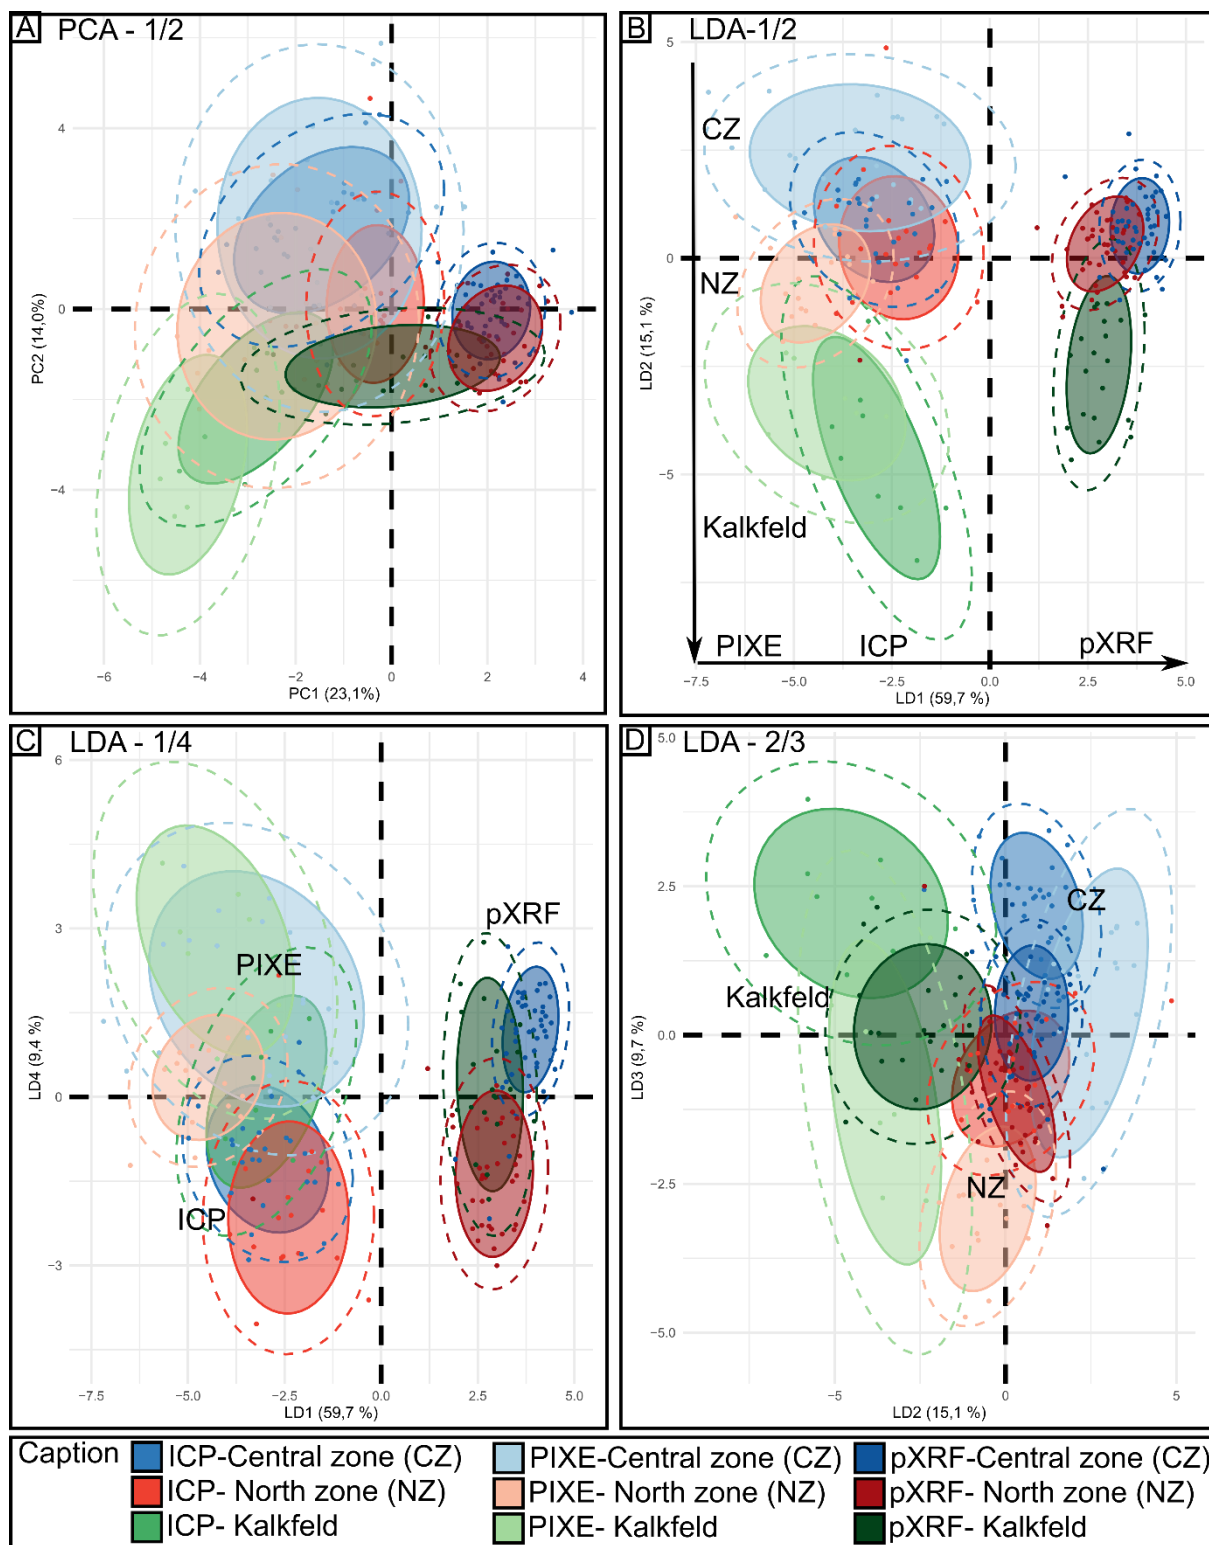 A PCA - 1/2
4
0
−4
PC2 (14,0%)
−6
−4
−2
0
2
4
PC1 (23,1%)
B LDA-1/2
5
0
−5
LD2 (15,1 %)
CZ
NZ
Kalkfeld
PIXE
ICP
pXRF
−7.5
−5.0
−2.5
0.0
2.5
5.0
LD1 (59,7 %)
C LDA - 1/4
6
3
0
−3
LD4 (9,4 %)
pXRF
PIXE
ICP
−7.5
−5.0
−2.5
0.0
2.5
5.0
LD1 (59,7 %)
D LDA - 2/3
5.0
2.5
0.0
−2.5
−5.0
LD3 (9,7 %)
CZ
Kalkfeld
NZ
−5
0
5
LD2 (15,1 %)
Caption
ICP-Central zone (CZ)
ICP- North zone (NZ)
ICP- Kalkfeld
PIXE-Central zone (CZ)
PIXE- North zone (NZ)
PIXE- Kalkfeld
pXRF-Central zone (CZ)
pXRF- North zone (NZ)
pXRF- Kalkfeld